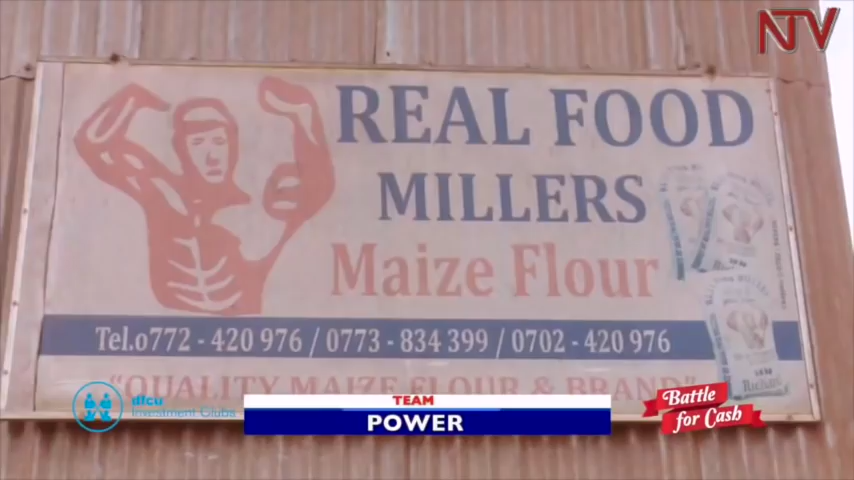 NTV
REAL FOOD
MILLERS
Maize Flour
Tel.o772 - 420 976 / 0773 - 834 399 / 0702 - 420 976
"QUALITY MAIZE FLOUR & BRAND"
dfcu
Investment Clubs
TEAM
POWER
Battle
for Cash